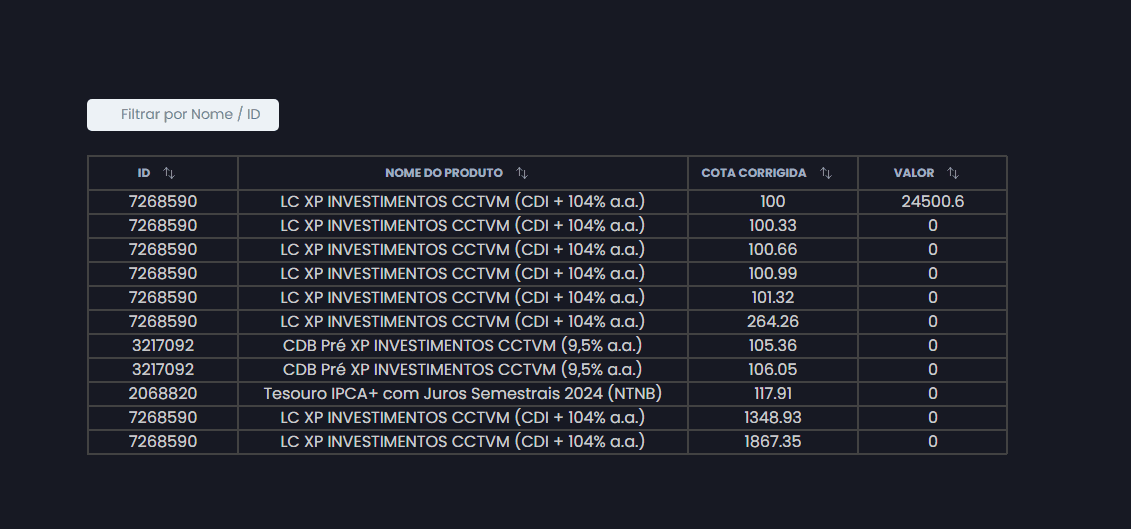 Filtrar por Nome / ID
ID NOME DO PRODUTO COTA CORRIGIDA VALOR
7268590 LC XP INVESTIMENTOS CCTVM (CDI + 104% a.a.) 100 24500.6
7268590 LC XP INVESTIMENTOS CCTVM (CDI + 104% a.a.) 100.33 0
7268590 LC XP INVESTIMENTOS CCTVM (CDI + 104% a.a.) 100.66 0
7268590 LC XP INVESTIMENTOS CCTVM (CDI + 104% a.a.) 100.99 0
7268590 LC XP INVESTIMENTOS CCTVM (CDI + 104% a.a.) 101.32 0
7268590 LC XP INVESTIMENTOS CCTVM (CDI + 104% a.a.) 264.26 0
3217092 CDB Pré XP INVESTIMENTOS CCTVM (9,5% a.a.) 105.36 0
3217092 CDB Pré XP INVESTIMENTOS CCTVM (9,5% a.a.) 106.05 0
2068820 Tesouro IPCA+ com Juros Semestrais 2024 (NTNB) 117.91 0
7268590 LC XP INVESTIMENTOS CCTVM (CDI + 104% a.a.) 1348.93 0
7268590 LC XP INVESTIMENTOS CCTVM (CDI + 104% a.a.) 1867.35 0